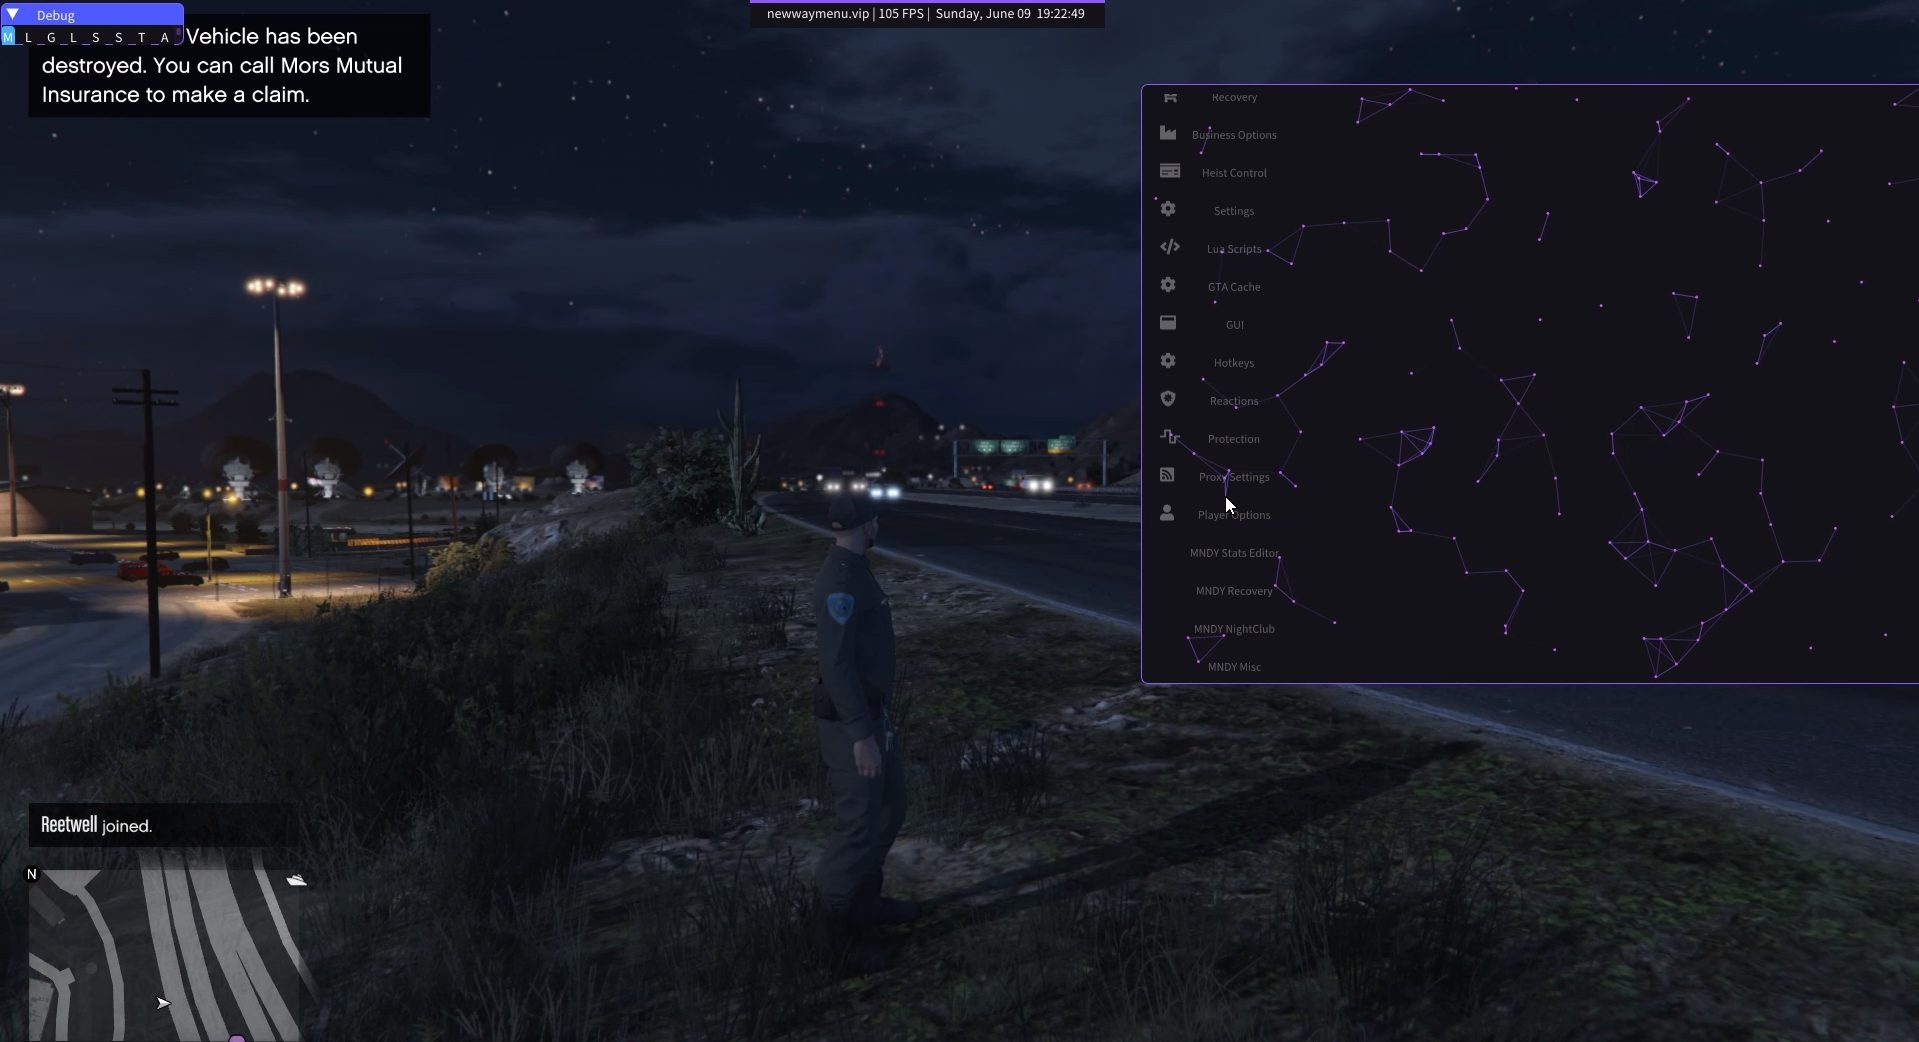 Debug
M L G L S S T A
Vehicle has been
destroyed. You can call Mors Mutual
Insurance to make a claim.
newwaymenu.vip | 105 FPS | Sunday, June 09 19:22:49
Recovery
Business Options
Heist Control
Settings
Lua Scripts
GTA Cache
GUI
Hotkeys
Reactions
Protection
Proxy Settings
Player Options
MNDY Stats Editor
MNDY Recovery
MNDY NightClub
MNDY Misc
Reetwell joined.
N